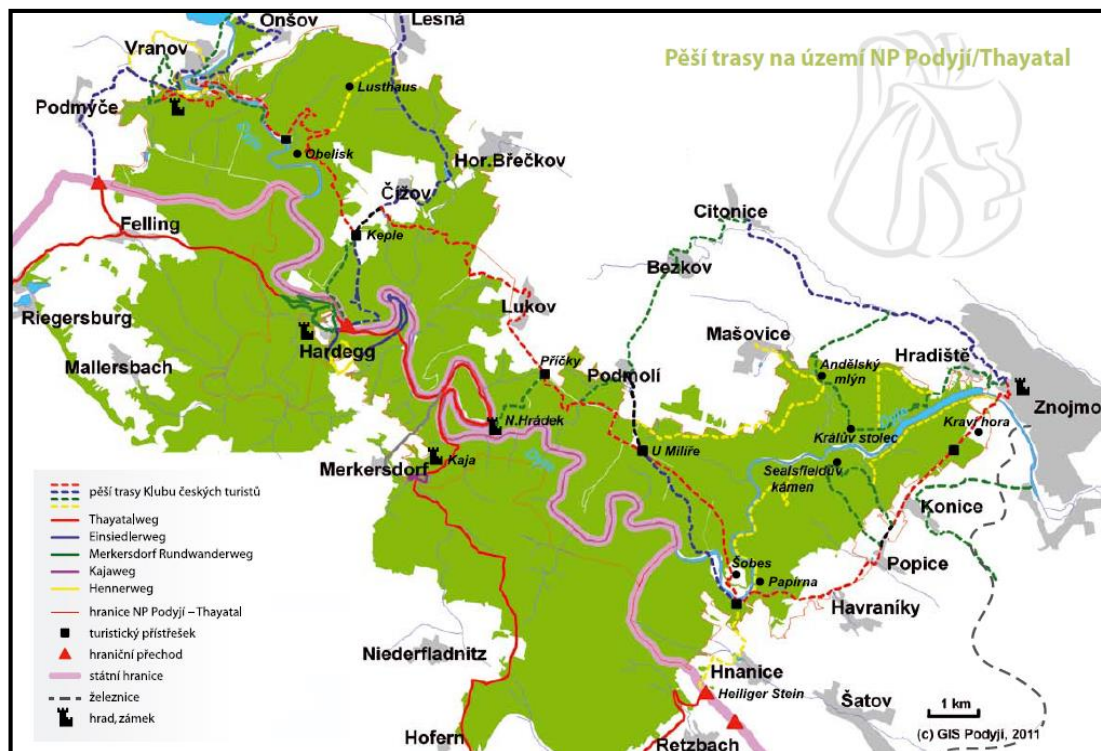 Pěší trasy na území NP Podyjí/Thayatal
Onšov
Lesná
Vranov
Lusthaus
Podmýče
Obelisk
Dyje
Hor.Břečkov
Čížov
Citonice
Felling
Keple
Bezkov
Riegersburg
Lukov
Mašovice
Hardegg
Andělský
mlýn
Hradiště
Mallersbach
Příčky
Podmolí
Znojmo
Dyje
Kraví hora
N.Hrádek
Králův stolec
U Milíře
Merkersdorf
Kaja
Dyje
Sealsfieldův
kámen
Konice
Šobes
Popice
Papírna
Havraníky
Niederfladnitz
Hnanice
Heiliger Stein
Šatov
Hofern
Retzbach
pěší trasy Klubu českých turistů
Thayatalweg
Einsiedlerweg
Merkersdorf Rundwanderweg
Kajaweg
Hennerweg
hranice NP Podyjí – Thayatal
turistický přístřešek
hraniční přechod
státní hranice
železnice
hrad, zámek
1 km
(c) GIS Podyjí, 2011